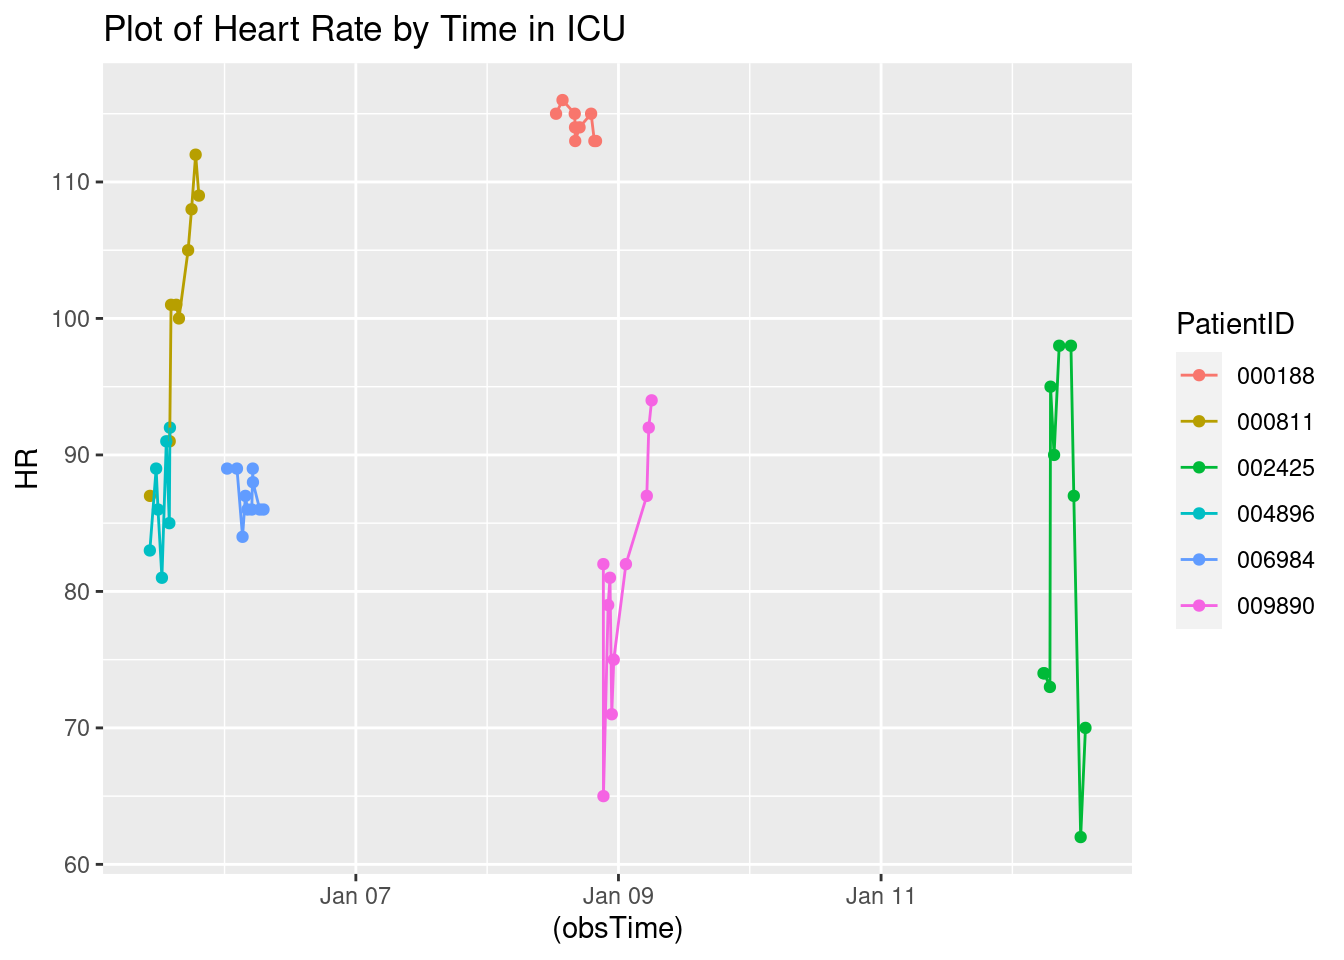 Plot of Heart Rate by Time in ICU
110
100
90
80
70
60
HR
Jan 07
Jan 09
Jan 11
(obsTime)
PatientID
000188
000811
002425
004896
006984
009890